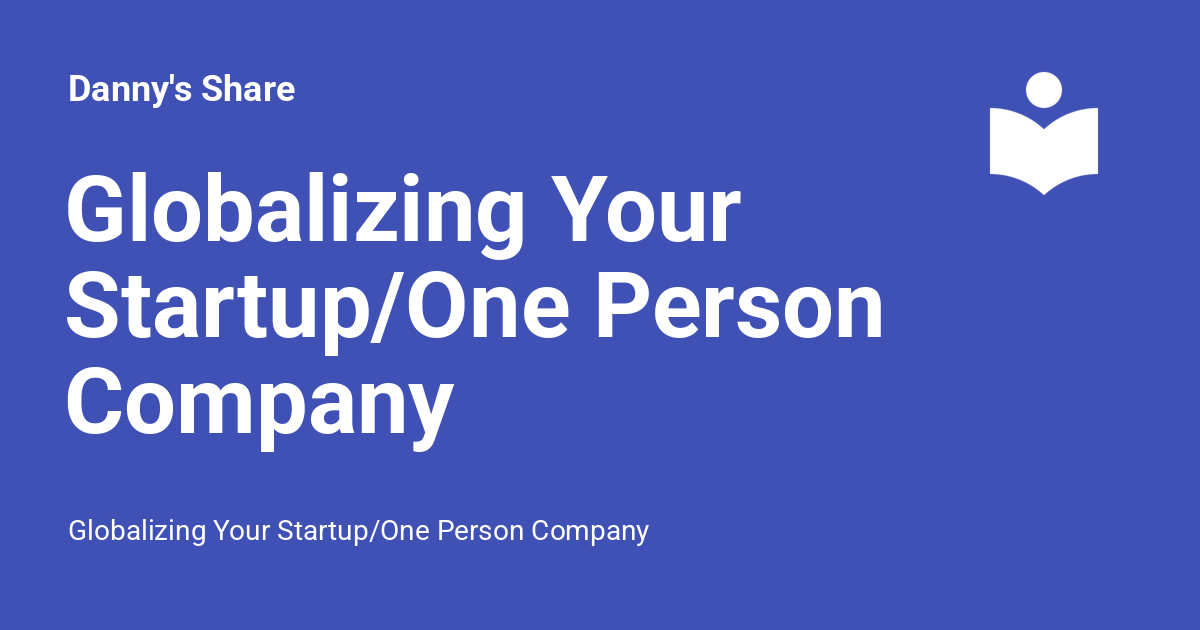 Danny's Share
Globalizing Your
Startup/One Person
Company
Globalizing Your Startup/One Person Company